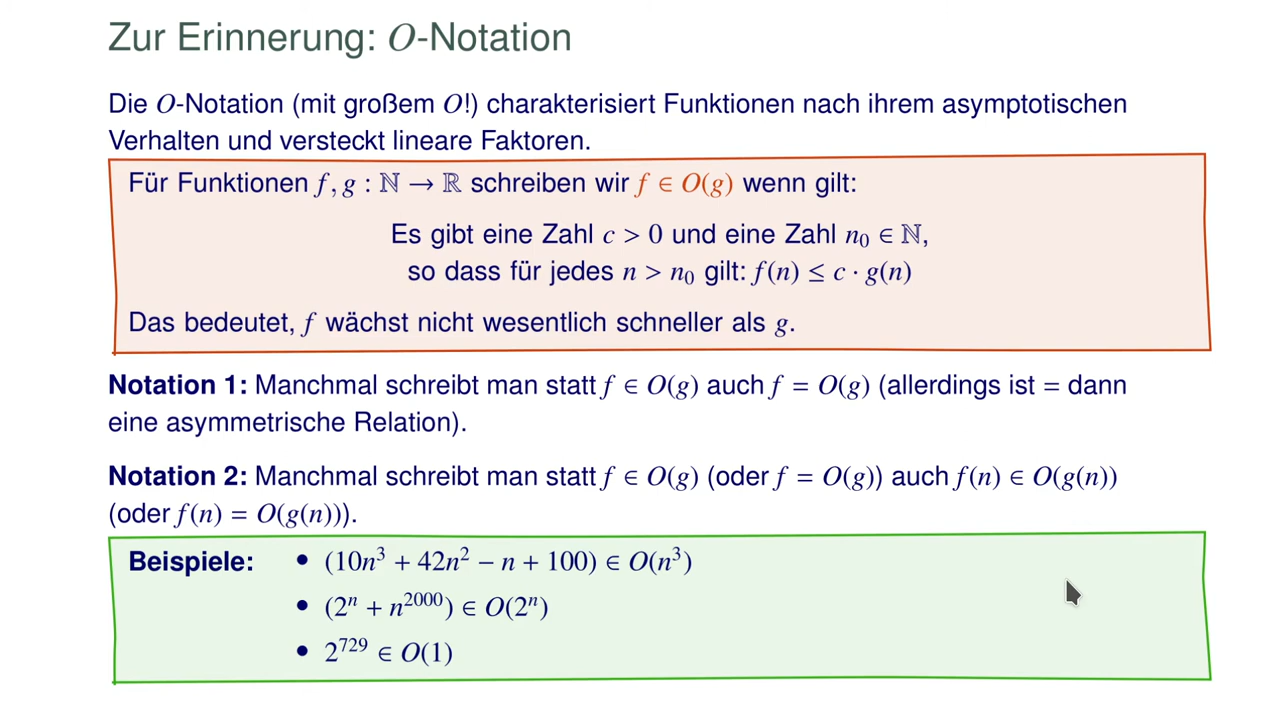 Zur Erinnerung: O-Notation
Die O-Notation (mit großem O!) charakterisiert Funktionen nach ihrem asymptotischen
Verhalten und versteckt lineare Faktoren.
Für Funktionen f, g : ℕ → ℝ schreiben wir f ∈ O(g) wenn gilt:
Es gibt eine Zahl c > 0 und eine Zahl n₀ ∈ ℕ,
so dass für jedes n > n₀ gilt: f(n) ≤ c · g(n)
Das bedeutet, f wächst nicht wesentlich schneller als g.
Notation 1: Manchmal schreibt man statt f ∈ O(g) auch f = O(g) (allerdings ist = dann
eine asymmetrische Relation).
Notation 2: Manchmal schreibt man statt f ∈ O(g) (oder f = O(g)) auch f(n) ∈ O(g(n))
(oder f(n) = O(g(n))).
Beispiele: • (10n³ + 42n² − n + 100) ∈ O(n³)
• (2ⁿ + n²⁰⁰⁰) ∈ O(2ⁿ)
• 2⁷²⁹ ∈ O(1)